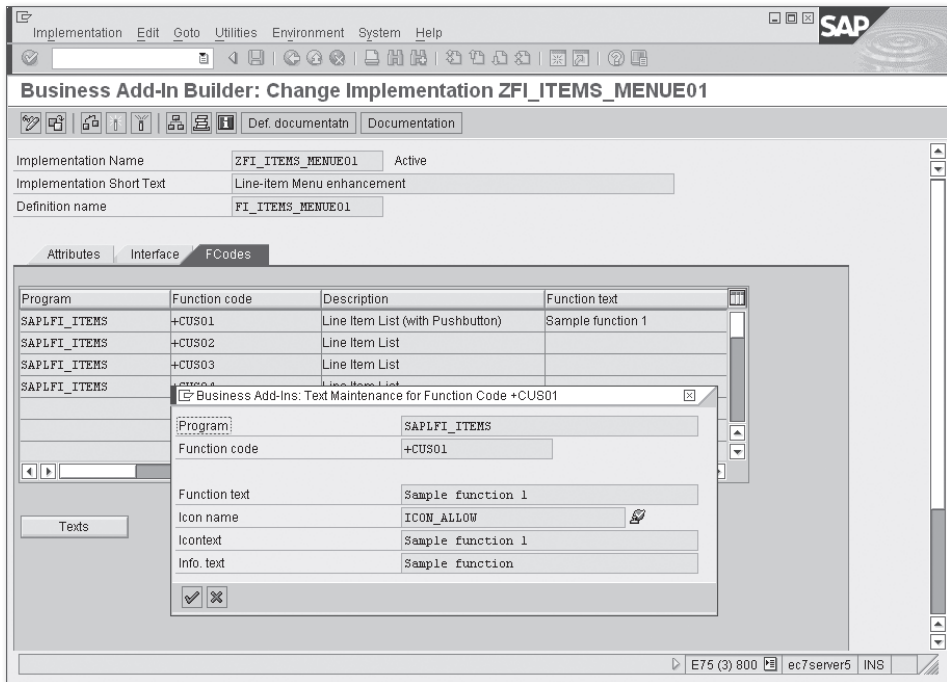 Implementation Edit Goto Utilities Environment System Help
SAP
Business Add-In Builder: Change Implementation ZFI_ITEMS_MENUE01
Def. documentatn Documentation
Implementation Name ZFI_ITEMS_MENUE01 Active
Implementation Short Text Line-item Menu enhancement
Definition name FI_ITEMS_MENUE01
Attributes Interface FCodes
Program Function code Description Function text
SAPLFI_ITEMS +CUS01 Line Item List (with Pushbutton) Sample function 1
SAPLFI_ITEMS +CUS02 Line Item List
SAPLFI_ITEMS +CUS03 Line Item List
SAPLFI_ITEMS +CUS04 Line Item List
Business Add-Ins: Text Maintenance for Function Code +CUS01
Program SAPLFI_ITEMS
Function code +CUS01
Function text Sample function 1
Icon name ICON_ALLOW
Icontext Sample function 1
Info. text Sample function
Texts
E75 (3) 800 ec7server5 INS